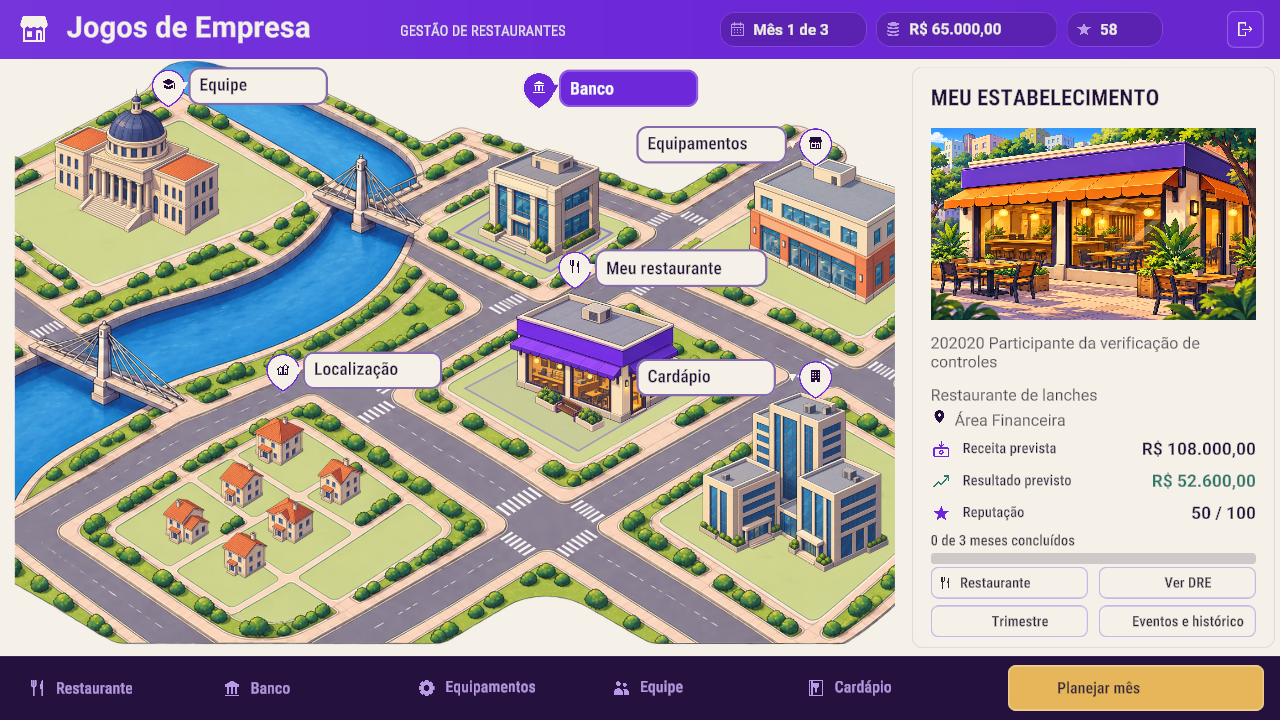 Jogos de Empresa
GESTÃO DE RESTAURANTES
Mês 1 de 3
R$ 65.000,00
58
Equipe
Banco
Equipamentos
Meu restaurante
Localização
Cardápio
MEU ESTABELECIMENTO
202020 Participante da verificação de
controles
Restaurante de lanches
Área Financeira
Receita prevista R$ 108.000,00
Resultado previsto R$ 52.600,00
Reputação 50 / 100
0 de 3 meses concluídos
Restaurante
Ver DRE
Trimestre
Eventos e histórico
Restaurante
Banco
Equipamentos
Equipe
Cardápio
Planejar mês